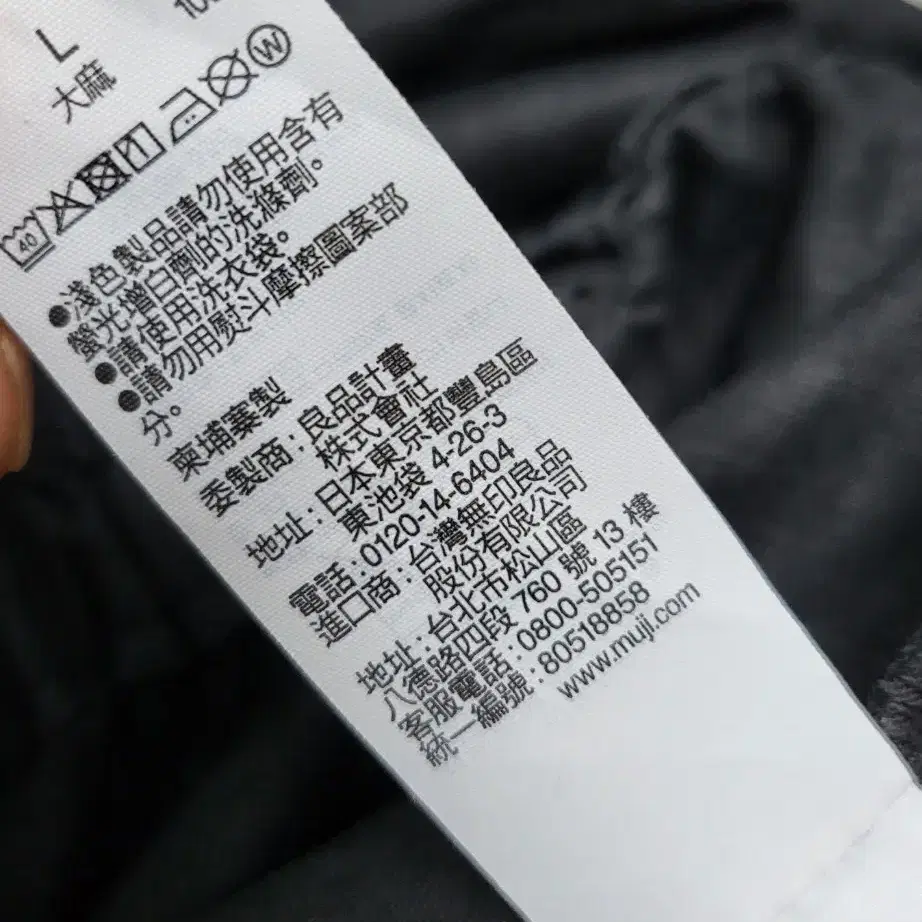 L
大麻
40
W
●淺色製品請勿使用含有
螢光增白劑的洗滌劑。
●請使用洗衣袋。
●請勿用熨斗摩擦圖案部
分。
柬埔寨製
委製商:良品計畫
株式會社
地址:日本東京都豐島區
東池袋 4-26-3
電話:0120-14-6404
進口商:台灣無印良品
股份有限公司
地址:台北市松山區
八德路四段 760 號 13 樓
客服電話:0800-505151
統一編號:80518858
www.muji.com